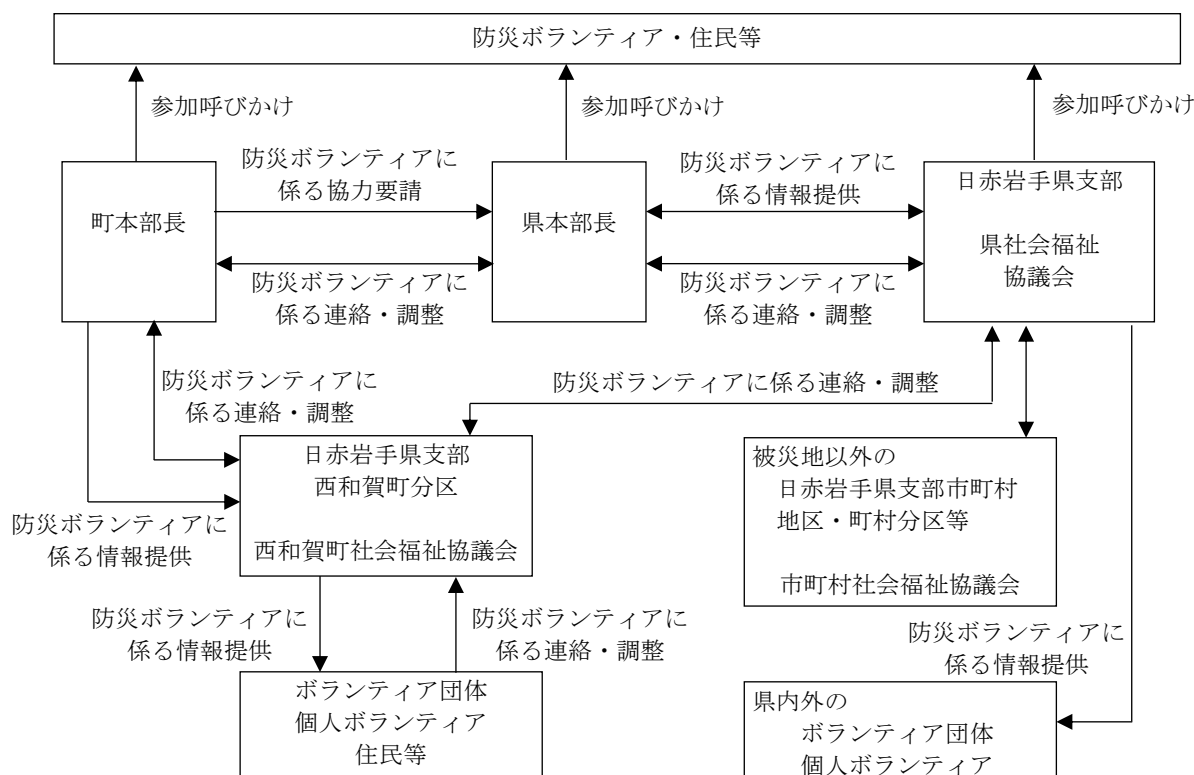 防災ボランティア・住民等
参加呼びかけ
参加呼びかけ
参加呼びかけ
町本部長
防災ボランティアに
係る協力要請
県本部長
防災ボランティアに
係る情報提供
日赤岩手県支部
県社会福祉
協議会
防災ボランティアに
係る連絡・調整
防災ボランティアに
係る連絡・調整
防災ボランティアに
係る連絡・調整
防災ボランティアに係る連絡・調整
日赤岩手県支部
西和賀町分区
西和賀町社会福祉協議会
被災地以外の
日赤岩手県支部市町村
地区・町村分区等
市町村社会福祉協議会
防災ボランティアに
係る情報提供
防災ボランティアに
係る情報提供
防災ボランティアに
係る連絡・調整
防災ボランティアに
係る情報提供
ボランティア団体
個人ボランティア
住民等
県内外の
ボランティア団体
個人ボランティア